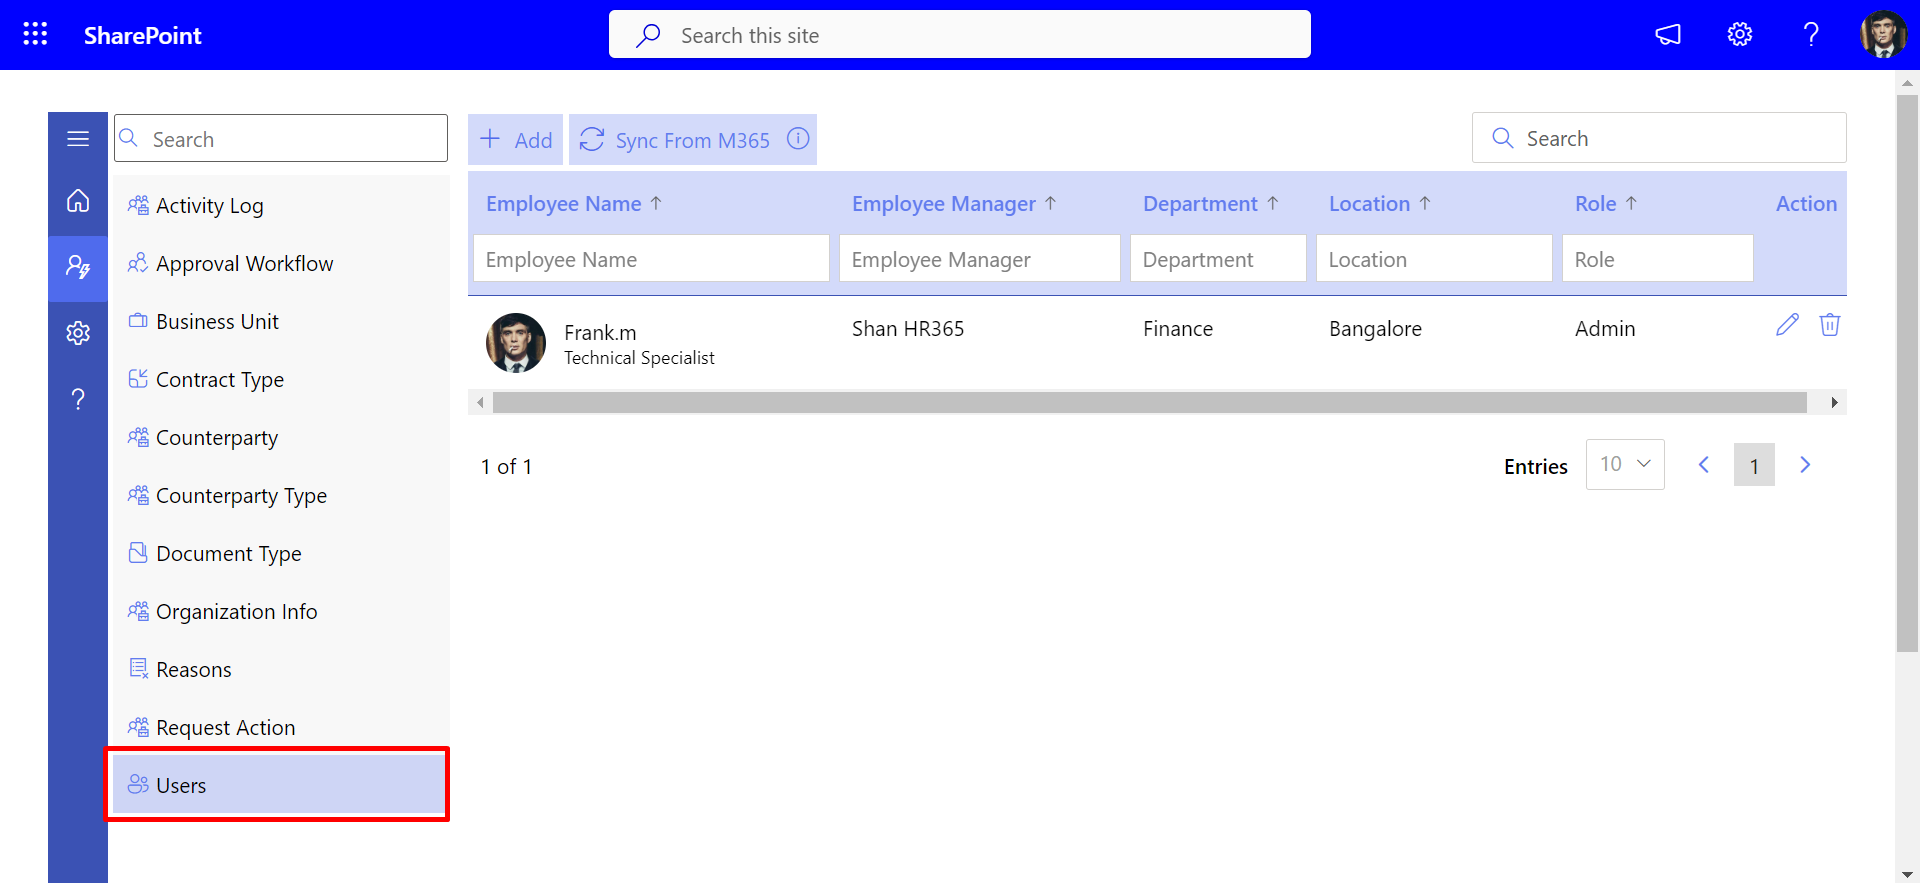 SharePoint
Search this site
Search
Activity Log
Approval Workflow
Business Unit
Contract Type
Counterparty
Counterparty Type
Document Type
Organization Info
Reasons
Request Action
Users
Add
Sync From M365
Search
Employee Name Employee Manager Department Location Role Action
Employee Name Employee Manager Department Location Role
Frank.m Shan HR365 Finance Bangalore Admin
Technical Specialist
1 of 1
Entries 10 1